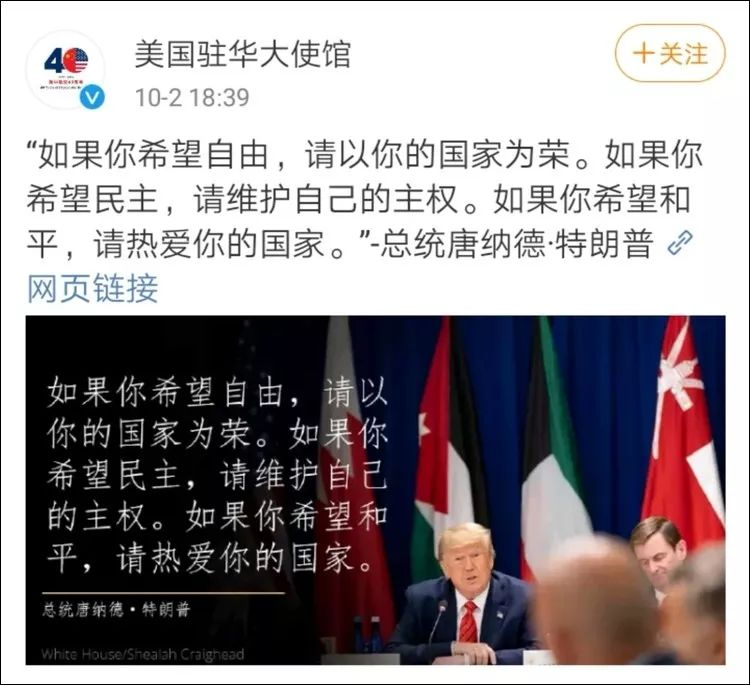 40
美国驻华大使馆
10-2 18:39
+关注
“如果你希望自由，请以你的国家为荣。如果你
希望民主，请维护自己的主权。如果你希望和
平，请热爱你的国家。”-总统唐纳德·特朗普
网页链接
如果你希望自由，请以
你的国家为荣。如果你
希望民主，请维护自己
的主权。如果你希望和
平，请热爱你的国家。
总统唐纳德·特朗普
White House/Shealah Craighead